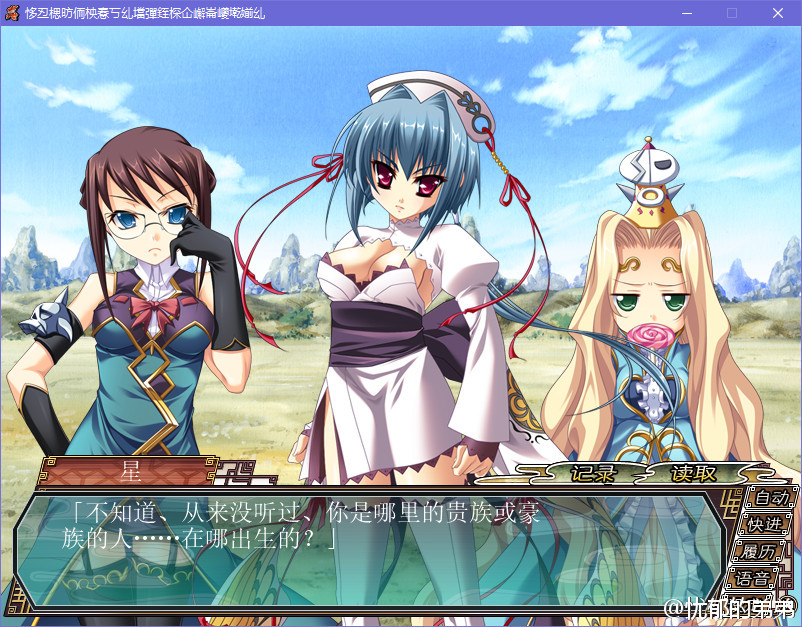 星
记录
读取
「不知道、从来没听过、你是哪里的贵族或豪
族的人……在哪出生的？」
自动
快进
履历
语音
@忧郁的弟弟